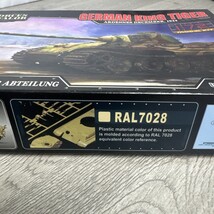 GERMAN KING TIGER
ABTEILUNG
RAL7028
Plastic material color of this product
is molded according to RAL 7028
equivalent color reference.